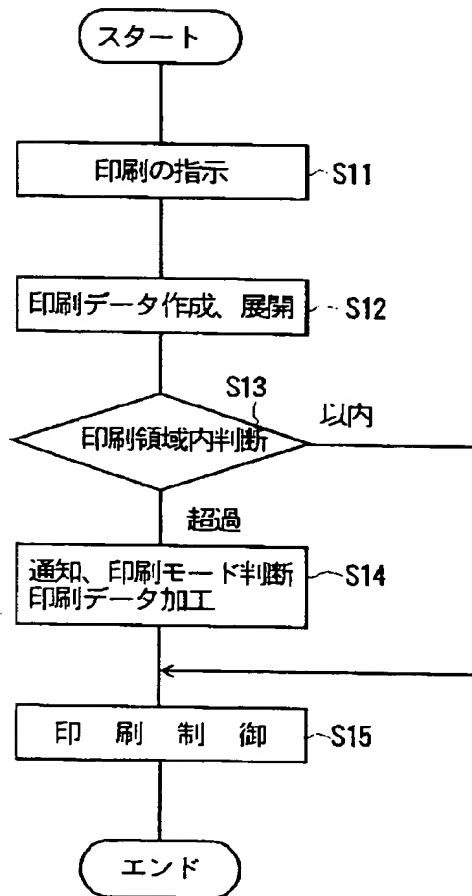 スタート
印刷の指示 S11
印刷データ作成、展開 S12
S13
印刷領域内判断
以内
超過
通知、印刷モード判断
印刷データ加工
S14
印刷制御 S15
エンド